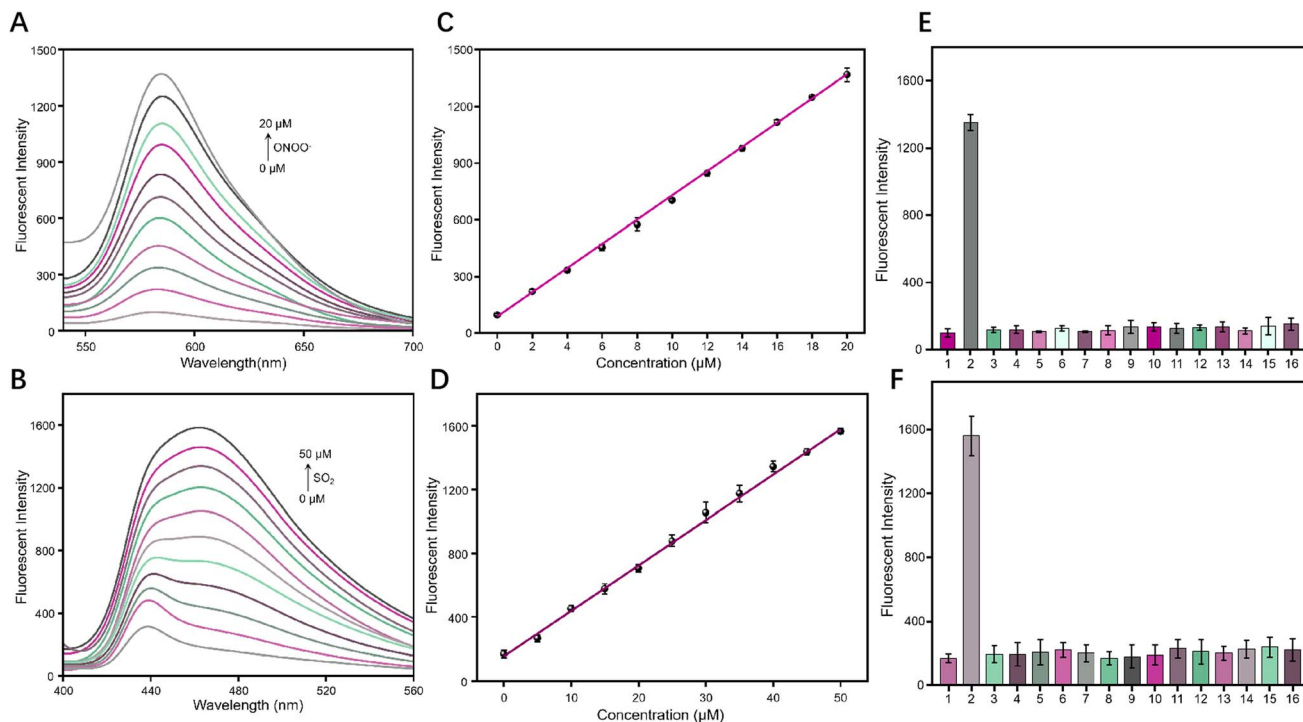 A
1500
1200
900
600
300
0
Fluorescent Intensity
20 µM
ONOO-
0 µM
550 600 650 700
Wavelength(nm)
C
1500
1200
900
600
300
0
Fluorescent Intensity
0 2 4 6 8 10 12 14 16 18 20
Concentration (µM)
E
1600
1200
800
400
0
Fluorescent Intensity
1 2 3 4 5 6 7 8 9 10 11 12 13 14 15 16
B
1600
1200
800
400
0
Fluorescent Intensity
50 µM
SO2
0 µM
400 440 480 520 560
Wavelength (nm)
D
1600
1200
800
400
0
Fluorescent Intensity
0 10 20 30 40 50
Concentration (µM)
F
1600
1200
800
400
0
Fluorescent Intensity
1 2 3 4 5 6 7 8 9 10 11 12 13 14 15 16